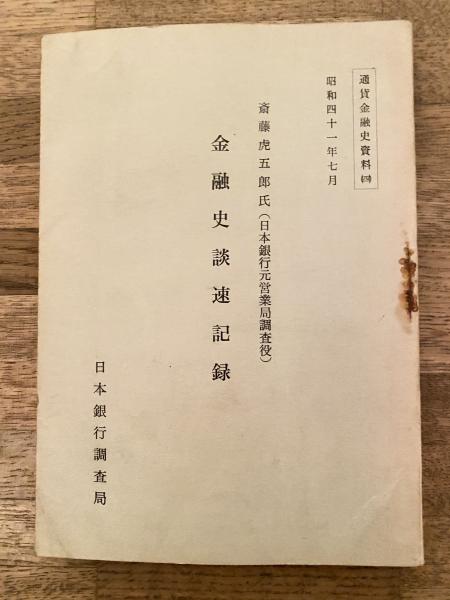 通貨金融史資料㈣
昭和四十一年七月
斎藤虎五郎氏(日本銀行元営業局調査役)
金融史談速記録
日本銀行調査局